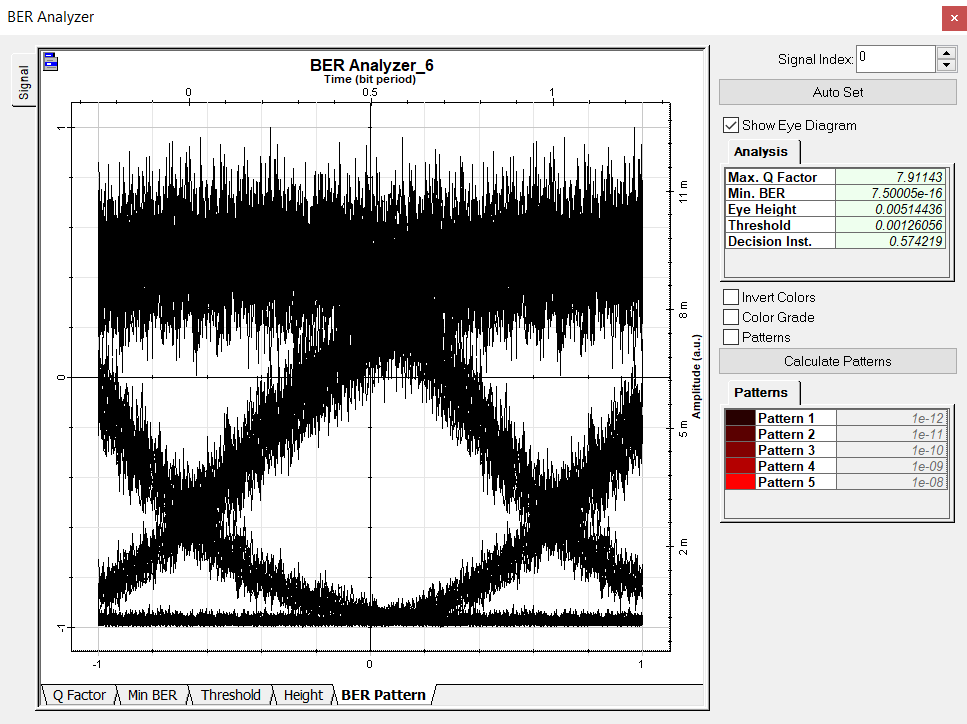 BER Analyzer
Signal
BER Analyzer_6
Time (bit period)
0 0.5 1
1
0
-1
11 m
8 m
5 m
2 m
Amplitude (a.u.)
-1 0 1
Q Factor Min BER Threshold Height BER Pattern
Signal Index: 0
Auto Set
Show Eye Diagram
Analysis
Max. Q Factor 7.91143
Min. BER 7.50005e-16
Eye Height 0.00514436
Threshold 0.00126056
Decision Inst. 0.574219
Invert Colors
Color Grade
Patterns
Calculate Patterns
Patterns
Pattern 1 1e-12
Pattern 2 1e-11
Pattern 3 1e-10
Pattern 4 1e-09
Pattern 5 1e-08